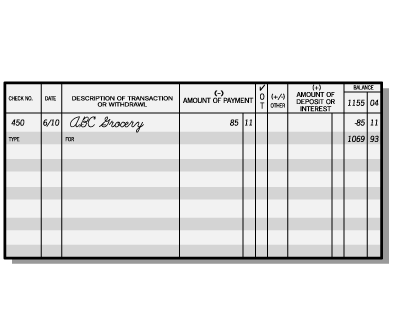 CHECK NO. DATE DESCRIPTION OF TRANSACTION OR WITHDRAWL (-) AMOUNT OF PAYMENT ✓ O T (+/-) OTHER (+) AMOUNT OF DEPOSIT OR INTEREST BALANCE
1155 04
450 6/10 ABC Grocery 85 11 -85 11
TYPE FOR 1069 93